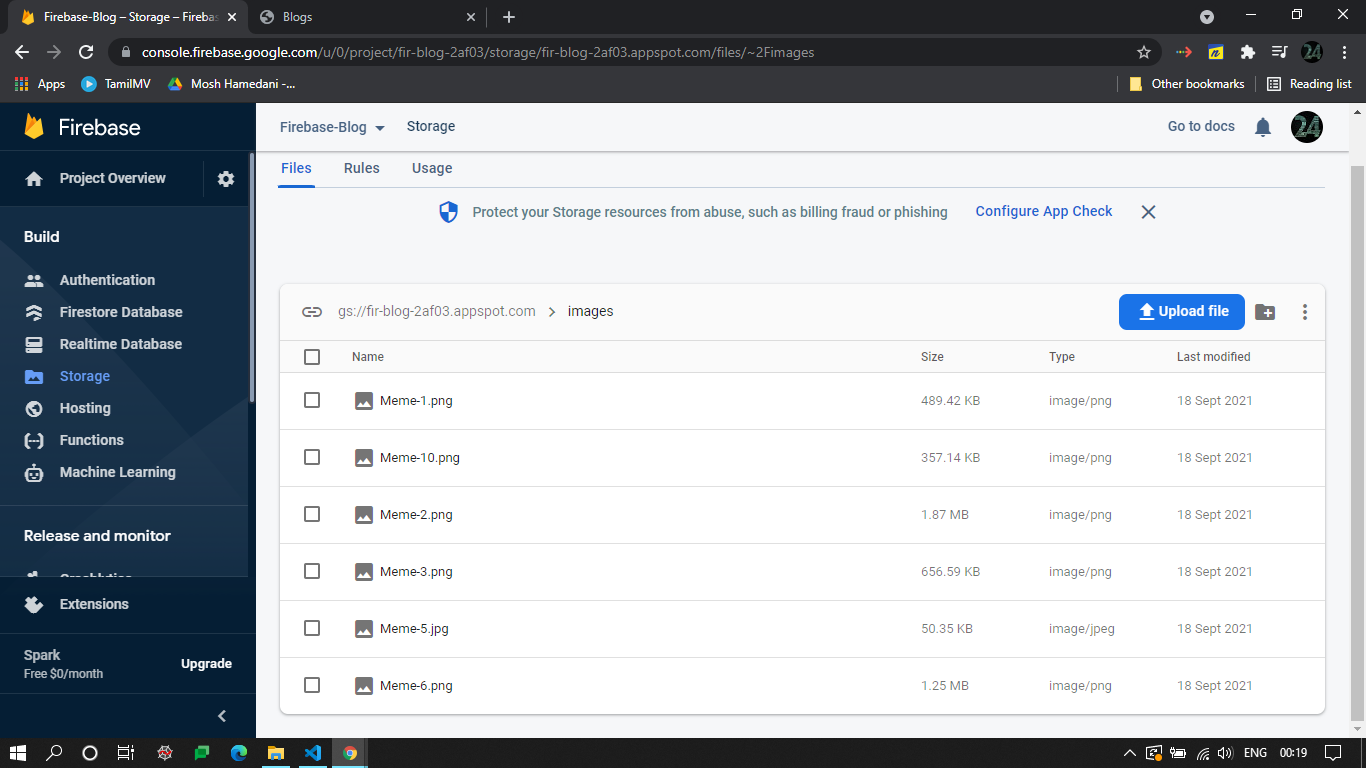 Firebase-Blog – Storage – Firebas
Blogs
console.firebase.google.com/u/0/project/fir-blog-2af03/storage/fir-blog-2af03.appspot.com/files/~2Fimages
Apps
TamilMV
Mosh Hamedani -...
Other bookmarks
Reading list
Firebase
Firebase-Blog
Storage
Go to docs
24
Project Overview
Files
Rules
Usage
Protect your Storage resources from abuse, such as billing fraud or phishing
Configure App Check
Build
Authentication
Firestore Database
Realtime Database
Storage
Hosting
Functions
Machine Learning
Release and monitor
Crashlytics
Extensions
Spark
Free $0/month
Upgrade
gs://fir-blog-2af03.appspot.com > images
Upload file
Name Size Type Last modified
Meme-1.png 489.42 KB image/png 18 Sept 2021
Meme-10.png 357.14 KB image/png 18 Sept 2021
Meme-2.png 1.87 MB image/png 18 Sept 2021
Meme-3.png 656.59 KB image/png 18 Sept 2021
Meme-5.jpg 50.35 KB image/jpeg 18 Sept 2021
Meme-6.png 1.25 MB image/png 18 Sept 2021
ENG 00:19